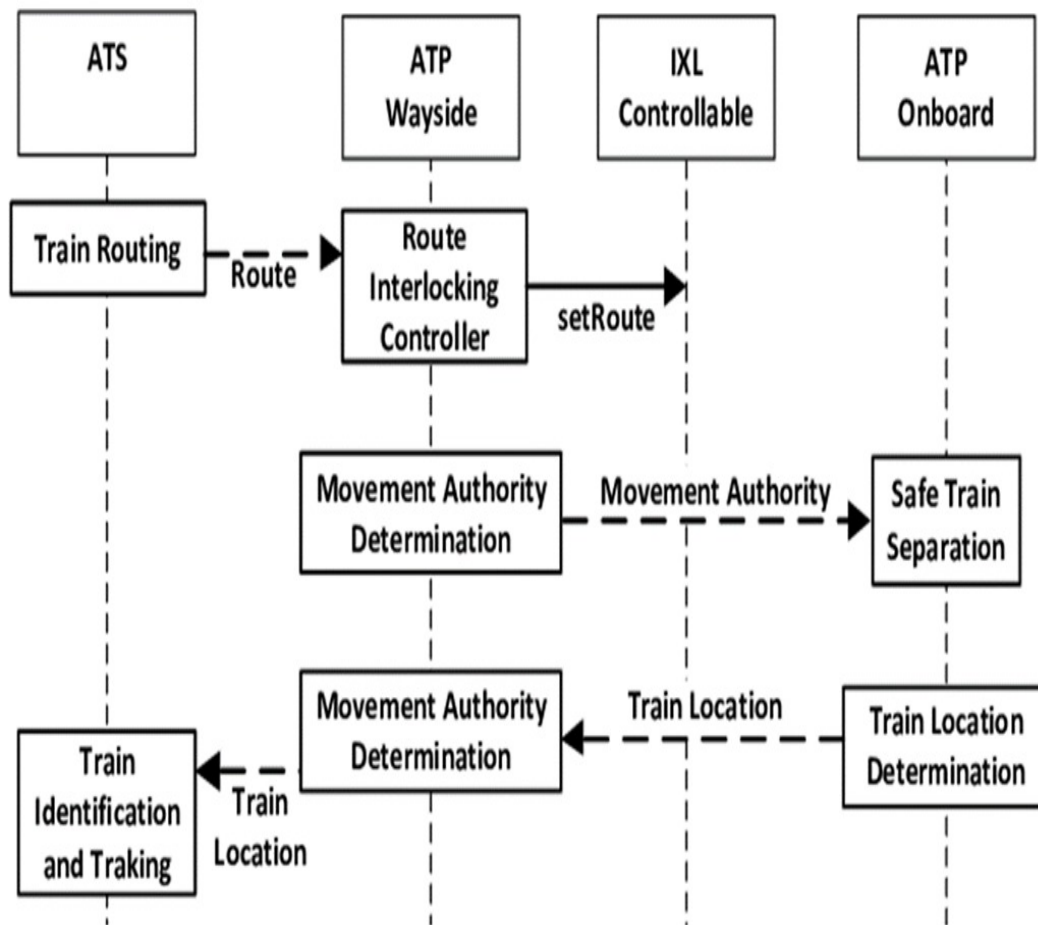 ATS
ATP
Wayside
IXL
Controllable
ATP
Onboard
Train Routing
Route
Route
Interlocking
Controller
setRoute
Movement Authority
Determination
Movement Authority
Safe Train
Separation
Movement Authority
Determination
Train Location
Train Location
Determination
Train
Identification
and Traking
Train
Location